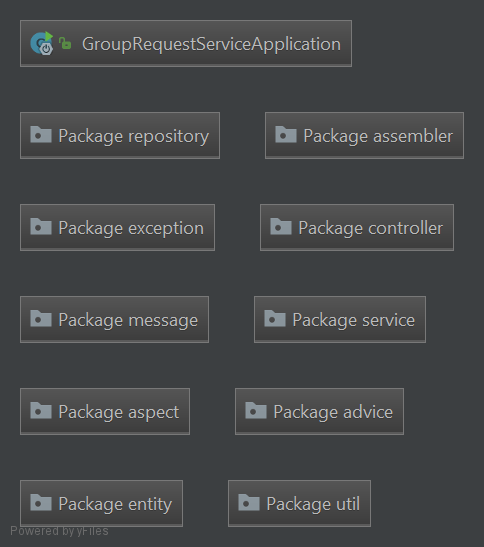 GroupRequestServiceApplication
Package repository
Package assembler
Package exception
Package controller
Package message
Package service
Package aspect
Package advice
Package entity
Package util
Powered by yFiles